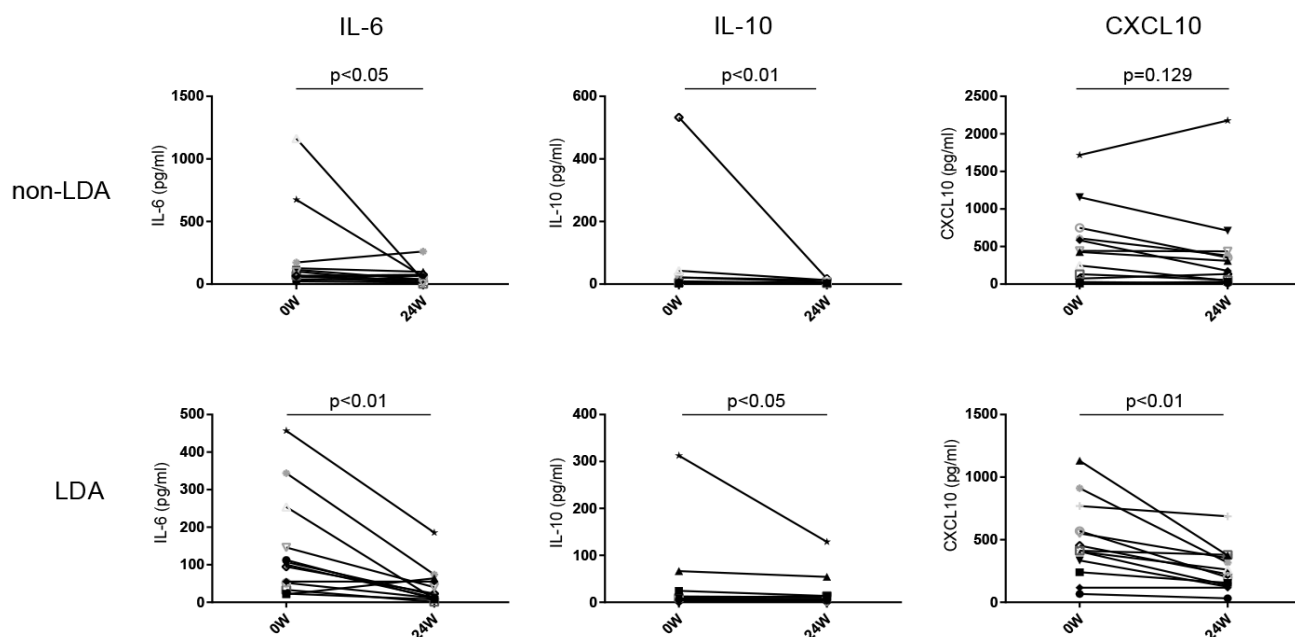 IL-6 IL-10 CXCL10
p<0.05 p<0.01 p=0.129
non-LDA
IL-6 (pg/ml)
1500
1000
500
0
0W 24W
IL-10 (pg/ml)
600
400
200
0
0W 24W
CXCL10 (pg/ml)
2500
2000
1500
1000
500
0
0W 24W
p<0.01 p<0.05 p<0.01
LDA
IL-6 (pg/ml)
500
400
300
200
100
0
0W 24W
IL-10 (pg/ml)
400
300
200
100
0
0W 24W
CXCL10 (pg/ml)
1500
1000
500
0
0W 24W